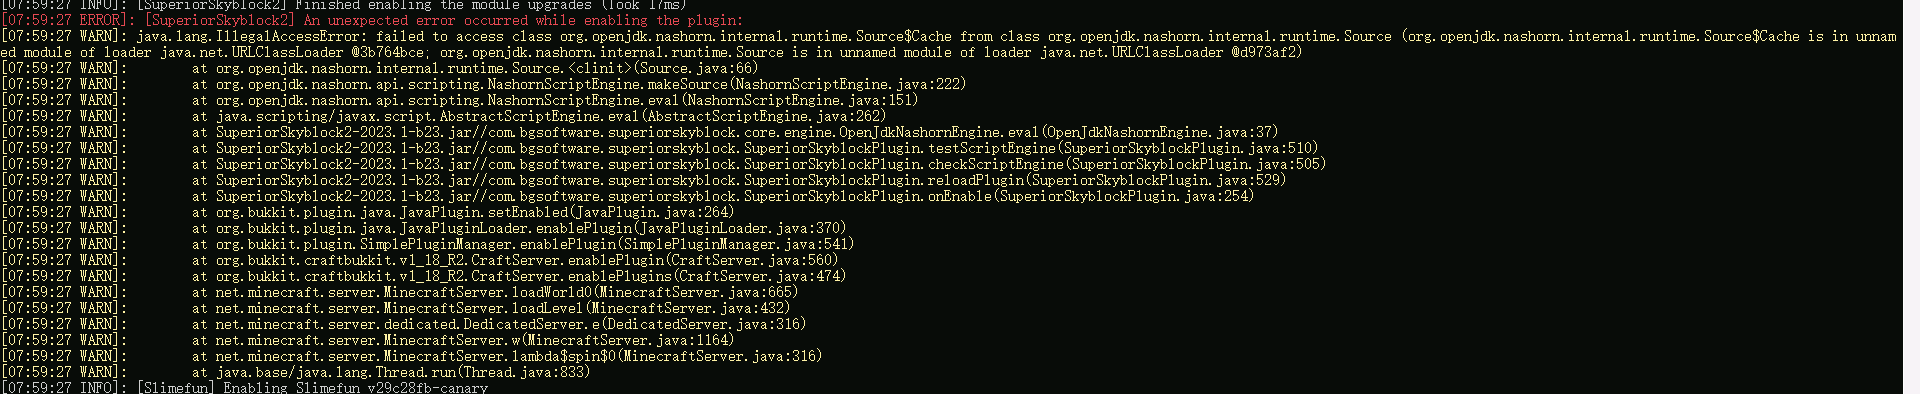 [07:59:27 INFO]: [SuperiorSkyblock2] Finished enabling the module upgrades (Took 17ms)
[07:59:27 ERROR]: [SuperiorSkyblock2] An unexpected error occurred while enabling the plugin:
[07:59:27 WARN]: java.lang.IllegalAccessError: failed to access class org.openjdk.nashorn.internal.runtime.Source$Cache from class org.openjdk.nashorn.internal.runtime.Source (org.openjdk.nashorn.internal.runtime.Source$Cache is in unnam
ed module of loader java.net.URLClassLoader @3b764bce; org.openjdk.nashorn.internal.runtime.Source is in unnamed module of loader java.net.URLClassLoader @d973af2)
[07:59:27 WARN]: at org.openjdk.nashorn.internal.runtime.Source.<clinit>(Source.java:66)
[07:59:27 WARN]: at org.openjdk.nashorn.api.scripting.NashornScriptEngine.makeSource(NashornScriptEngine.java:222)
[07:59:27 WARN]: at org.openjdk.nashorn.api.scripting.NashornScriptEngine.eval(NashornScriptEngine.java:151)
[07:59:27 WARN]: at java.scripting/javax.script.AbstractScriptEngine.eval(AbstractScriptEngine.java:262)
[07:59:27 WARN]: at SuperiorSkyblock2-2023.1-b23.jar//com.bgsoftware.superiorskyblock.core.engine.OpenJdkNashornEngine.eval(OpenJdkNashornEngine.java:37)
[07:59:27 WARN]: at SuperiorSkyblock2-2023.1-b23.jar//com.bgsoftware.superiorskyblock.SuperiorSkyblockPlugin.testScriptEngine(SuperiorSkyblockPlugin.java:510)
[07:59:27 WARN]: at SuperiorSkyblock2-2023.1-b23.jar//com.bgsoftware.superiorskyblock.SuperiorSkyblockPlugin.checkScriptEngine(SuperiorSkyblockPlugin.java:505)
[07:59:27 WARN]: at SuperiorSkyblock2-2023.1-b23.jar//com.bgsoftware.superiorskyblock.SuperiorSkyblockPlugin.reloadPlugin(SuperiorSkyblockPlugin.java:529)
[07:59:27 WARN]: at SuperiorSkyblock2-2023.1-b23.jar//com.bgsoftware.superiorskyblock.SuperiorSkyblockPlugin.onEnable(SuperiorSkyblockPlugin.java:254)
[07:59:27 WARN]: at org.bukkit.plugin.java.JavaPlugin.setEnabled(JavaPlugin.java:264)
[07:59:27 WARN]: at org.bukkit.plugin.java.JavaPluginLoader.enablePlugin(JavaPluginLoader.java:370)
[07:59:27 WARN]: at org.bukkit.plugin.SimplePluginManager.enablePlugin(SimplePluginManager.java:541)
[07:59:27 WARN]: at org.bukkit.craftbukkit.v1_18_R2.CraftServer.enablePlugin(CraftServer.java:560)
[07:59:27 WARN]: at org.bukkit.craftbukkit.v1_18_R2.CraftServer.enablePlugins(CraftServer.java:474)
[07:59:27 WARN]: at net.minecraft.server.MinecraftServer.loadWorld0(MinecraftServer.java:665)
[07:59:27 WARN]: at net.minecraft.server.MinecraftServer.loadLevel(MinecraftServer.java:432)
[07:59:27 WARN]: at net.minecraft.server.dedicated.DedicatedServer.e(DedicatedServer.java:316)
[07:59:27 WARN]: at net.minecraft.server.MinecraftServer.w(MinecraftServer.java:1164)
[07:59:27 WARN]: at net.minecraft.server.MinecraftServer.lambda$spin$0(MinecraftServer.java:316)
[07:59:27 WARN]: at java.base/java.lang.Thread.run(Thread.java:833)
[07:59:27 INFO]: [Slimefun] Enabling Slimefun v29c28fb-canary